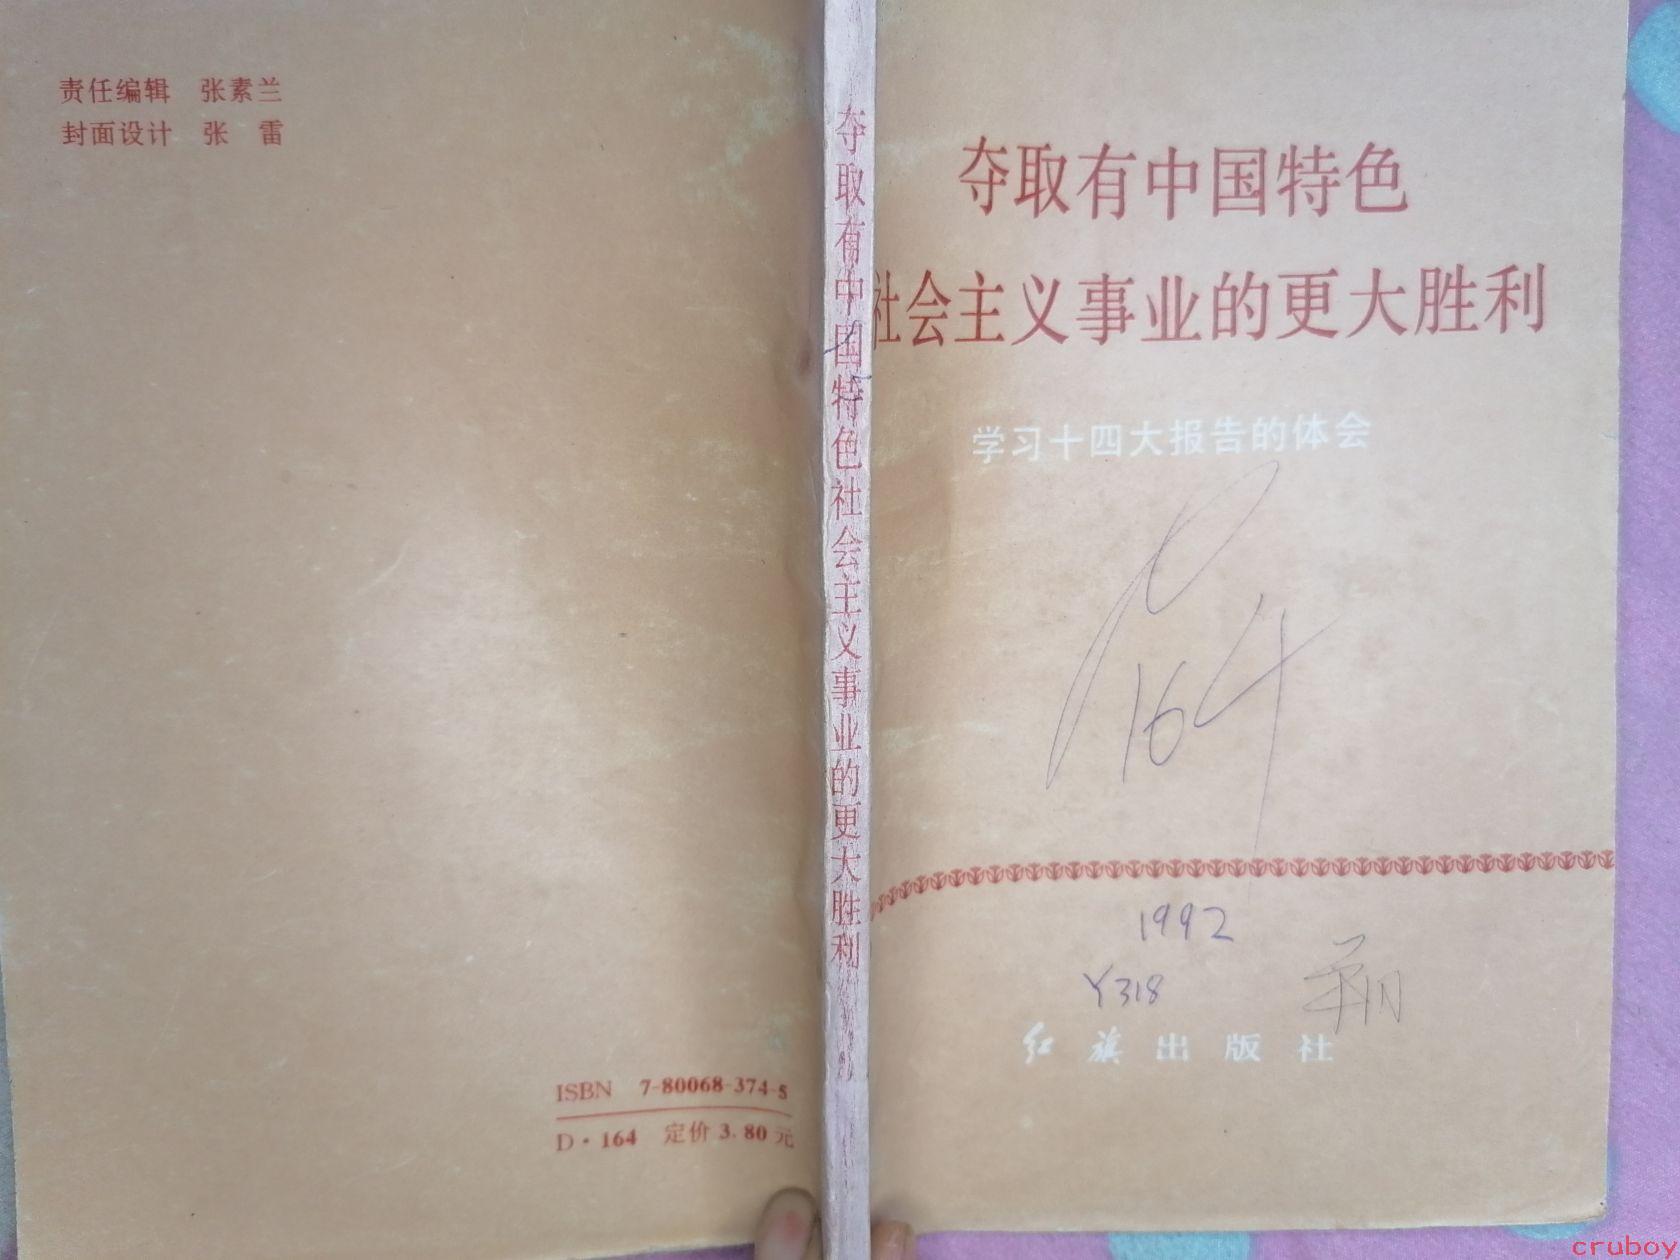 责任编辑 张素兰
封面设计 张 雷
ISBN 7-80068-374-5
D·164 定价 3.80 元
夺取有中国特色社会主义事业的更大胜利
夺取有中国特色
社会主义事业的更大胜利
学习十四大报告的体会
164
1992
Y318
红旗出版社
cruboy